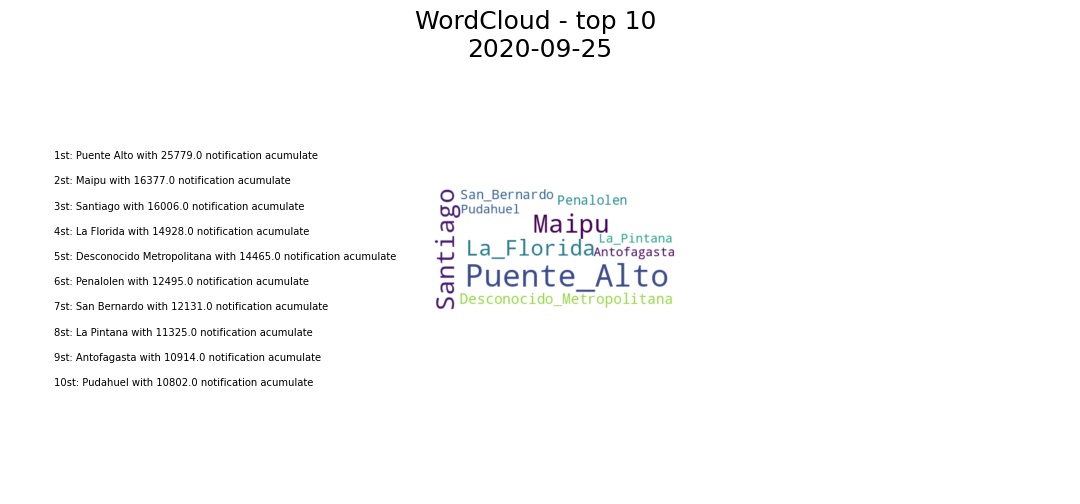 WordCloud - top 10
2020-09-25
1st: Puente Alto with 25779.0 notification acumulate
2st: Maipu with 16377.0 notification acumulate
3st: Santiago with 16006.0 notification acumulate
4st: La Florida with 14928.0 notification acumulate
5st: Desconocido Metropolitana with 14465.0 notification acumulate
6st: Penalolen with 12495.0 notification acumulate
7st: San Bernardo with 12131.0 notification acumulate
8st: La Pintana with 11325.0 notification acumulate
9st: Antofagasta with 10914.0 notification acumulate
10st: Pudahuel with 10802.0 notification acumulate
Santiago
San_Bernardo
Penalolen
Pudahuel
Maipu
La_Pintana
La_Florida
Antofagasta
Puente_Alto
Desconocido_Metropolitana